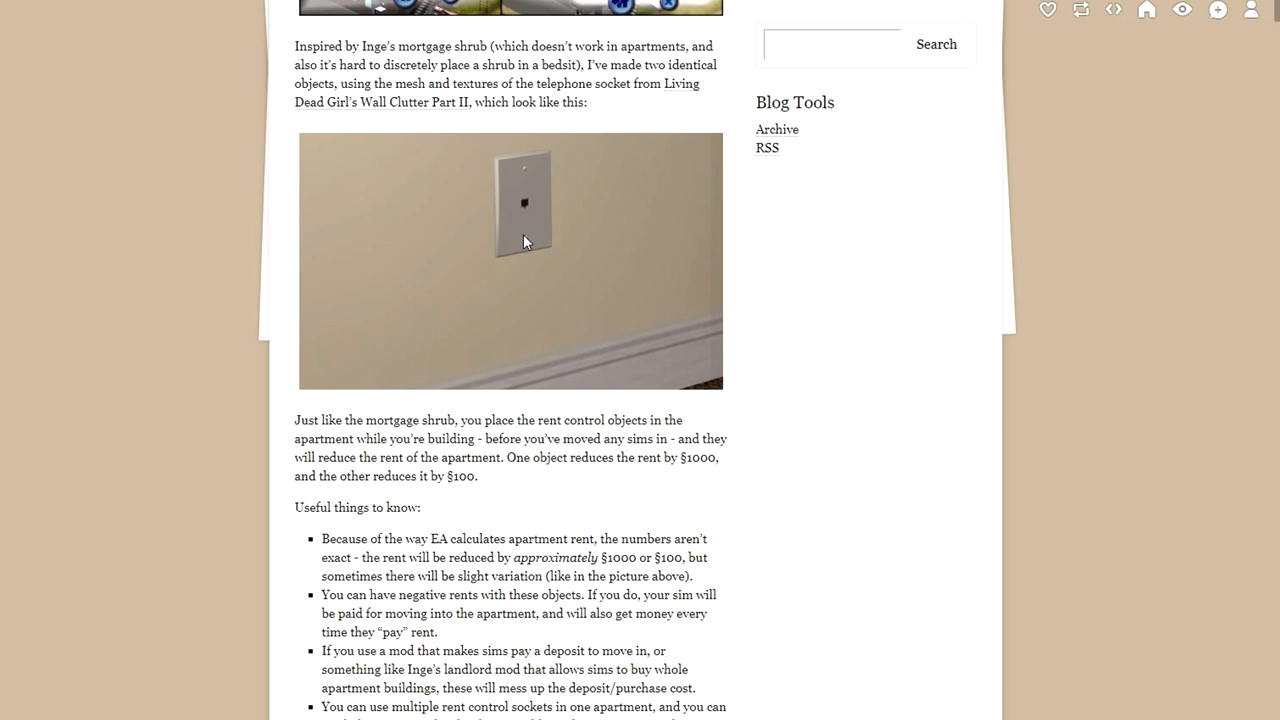 Inspired by Inge's mortgage shrub (which doesn't work in apartments, and
also it's hard to discretely place a shrub in a bedsit), I've made two identical
objects, using the mesh and textures of the telephone socket from Living
Dead Girl's Wall Clutter Part II, which look like this:
Just like the mortgage shrub, you place the rent control objects in the
apartment while you're building - before you've moved any sims in - and they
will reduce the rent of the apartment. One object reduces the rent by §1000,
and the other reduces it by §100.
Useful things to know:
Because of the way EA calculates apartment rent, the numbers aren't
exact - the rent will be reduced by approximately §1000 or §100, but
sometimes there will be slight variation (like in the picture above).
You can have negative rents with these objects. If you do, your sim will
be paid for moving into the apartment, and will also get money every
time they “pay” rent.
If you use a mod that makes sims pay a deposit to move in, or
something like Inge's landlord mod that allows sims to buy whole
apartment buildings, these will mess up the deposit/purchase cost.
You can use multiple rent control sockets in one apartment, and you can
Search
Blog Tools
Archive
RSS